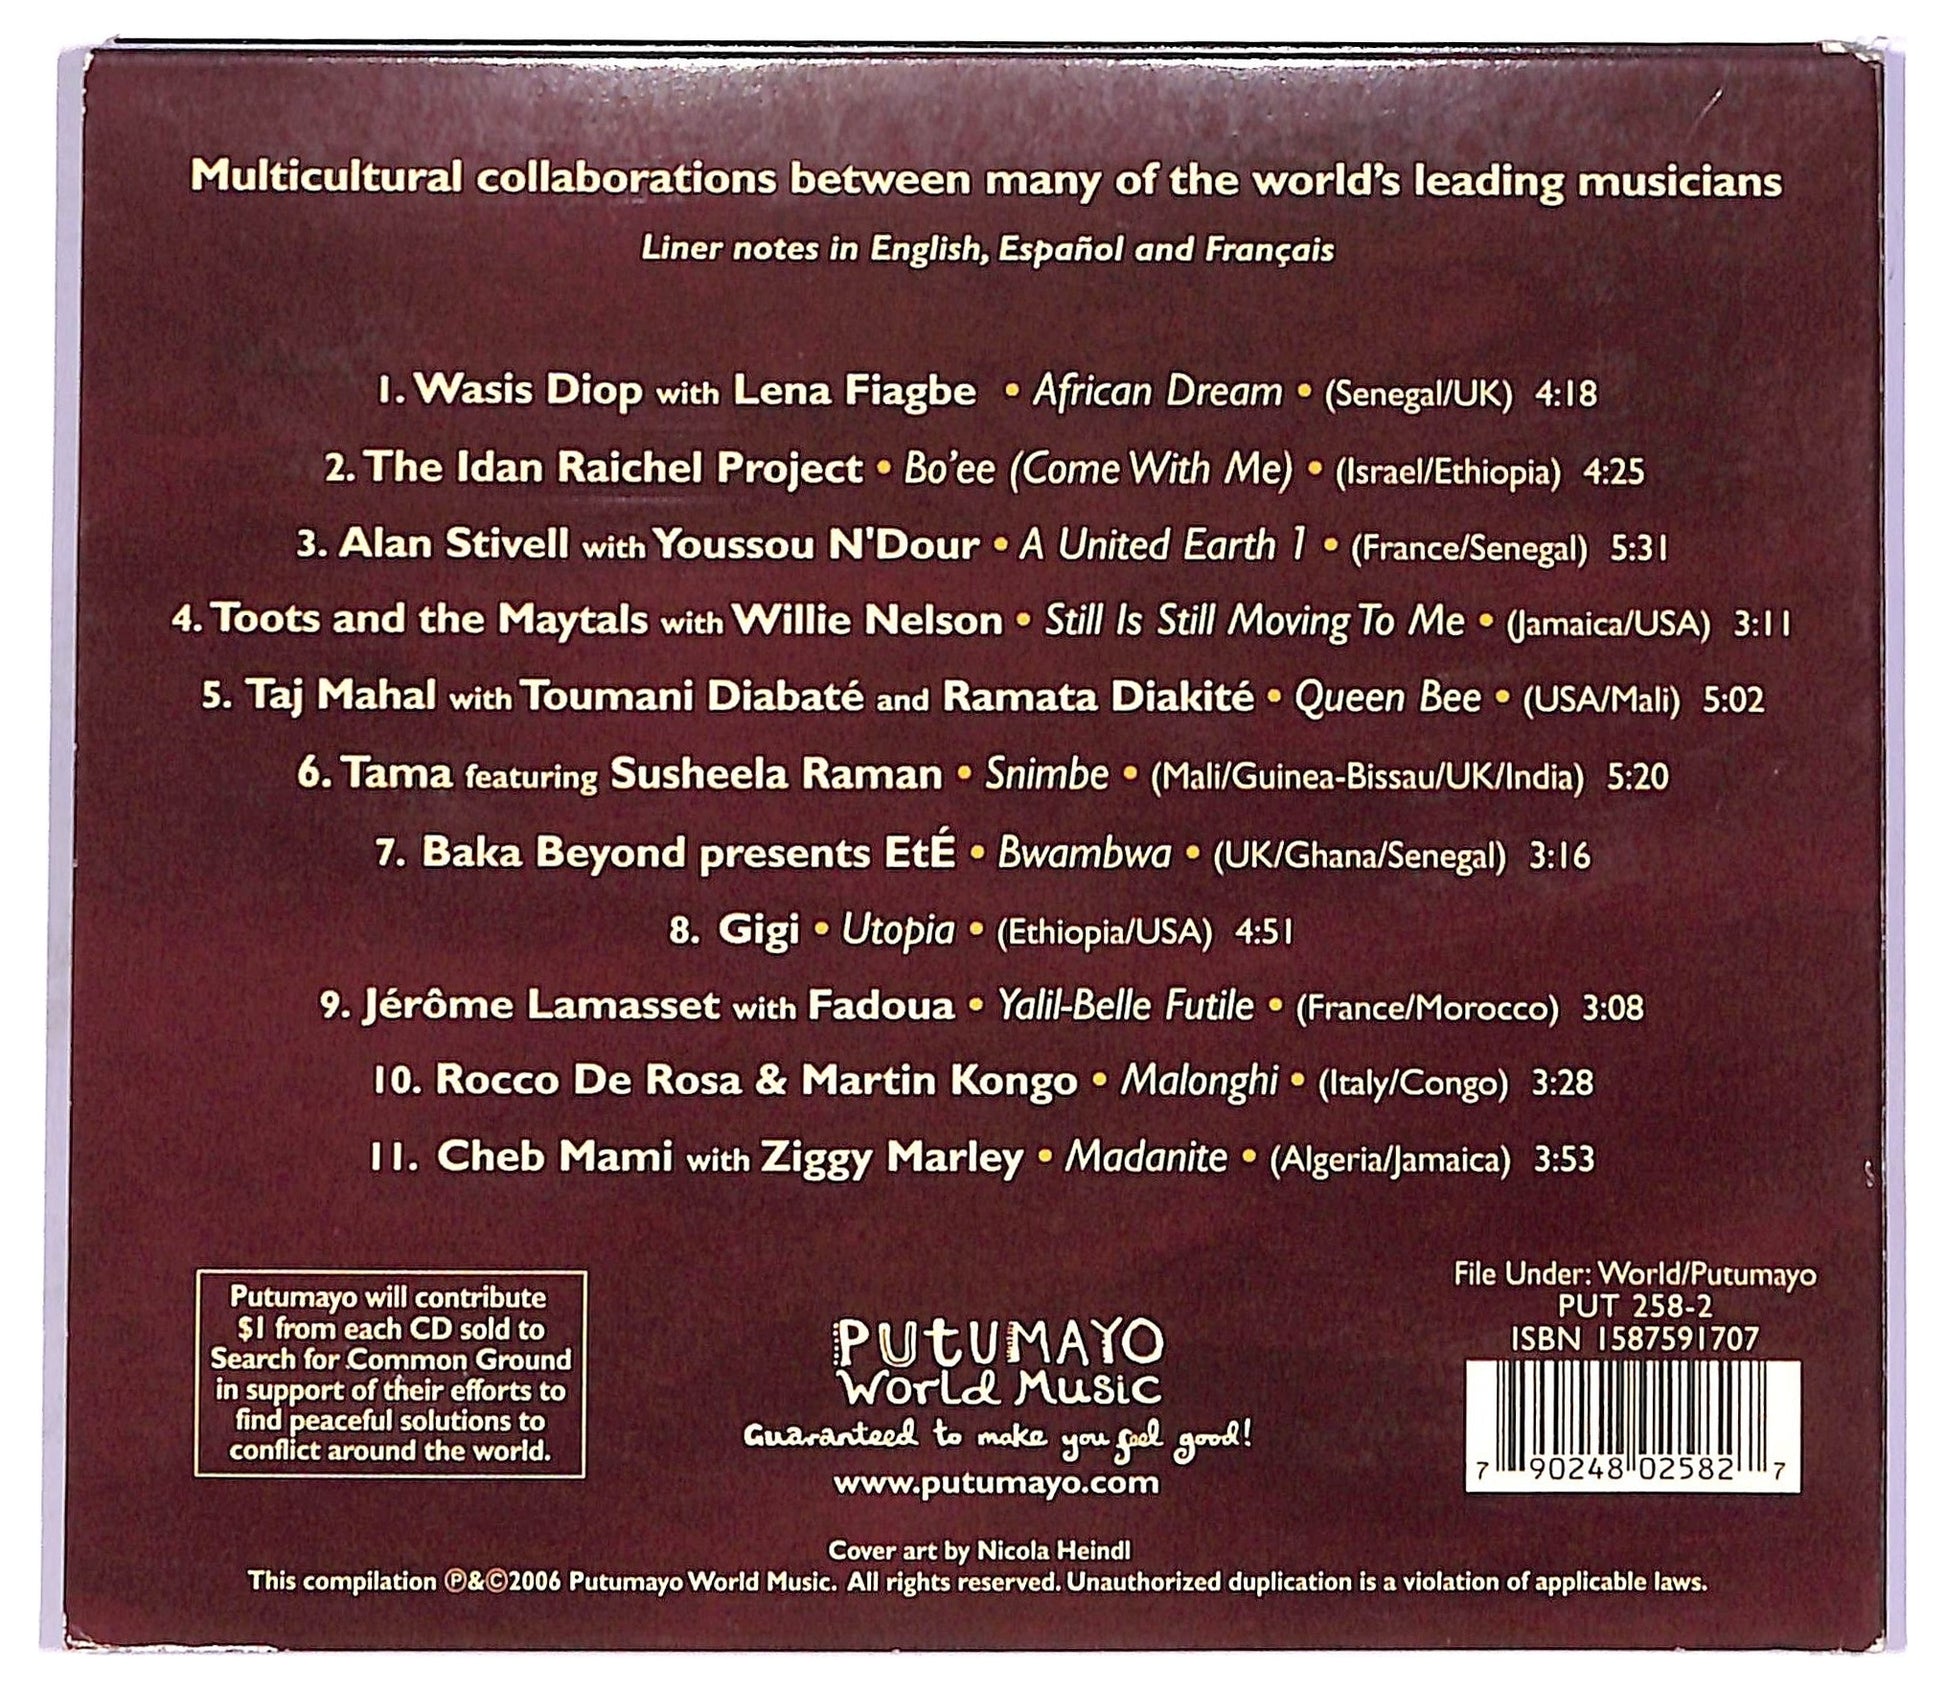 Multicultural collaborations between many of the world's leading musicians
Liner notes in English, Español and Français
1. Wasis Diop with Lena Fiagbe • African Dream • (Senegal/UK) 4:18
2. The Idan Raichel Project • Bo'ee (Come With Me) • (Israel/Ethiopia) 4:25
3. Alan Stivell with Youssou N'Dour • A United Earth 1 • (France/Senegal) 5:31
4. Toots and the Maytals with Willie Nelson • Still Is Still Moving To Me • (Jamaica/USA) 3:11
5. Taj Mahal with Toumani Diabaté and Ramata Diakité • Queen Bee • (USA/Mali) 5:02
6. Tama featuring Susheela Raman • Snimbe • (Mali/Guinea-Bissau/UK/India) 5:20
7. Baka Beyond presents EtÉ • Bwambwa • (UK/Ghana/Senegal) 3:16
8. Gigi • Utopia • (Ethiopia/USA) 4:51
9. Jérôme Lamasset with Fadoua • Yalil-Belle Futile • (France/Morocco) 3:08
10. Rocco De Rosa & Martin Kongo • Malonghi • (Italy/Congo) 3:28
11. Cheb Mami with Ziggy Marley • Madanite • (Algeria/Jamaica) 3:53
Putumayo will contribute
$1 from each CD sold to
Search for Common Ground
in support of their efforts to
find peaceful solutions to
conflict around the world.
PUTUMAYO
World Music
Guaranteed to make you feel good!
www.putumayo.com
File Under: World/Putumayo
PUT 258-2
ISBN 1587591707
7 90248 02582 7
Cover art by Nicola Heindl
This compilation ℗&©2006 Putumayo World Music. All rights reserved. Unauthorized duplication is a violation of applicable laws.